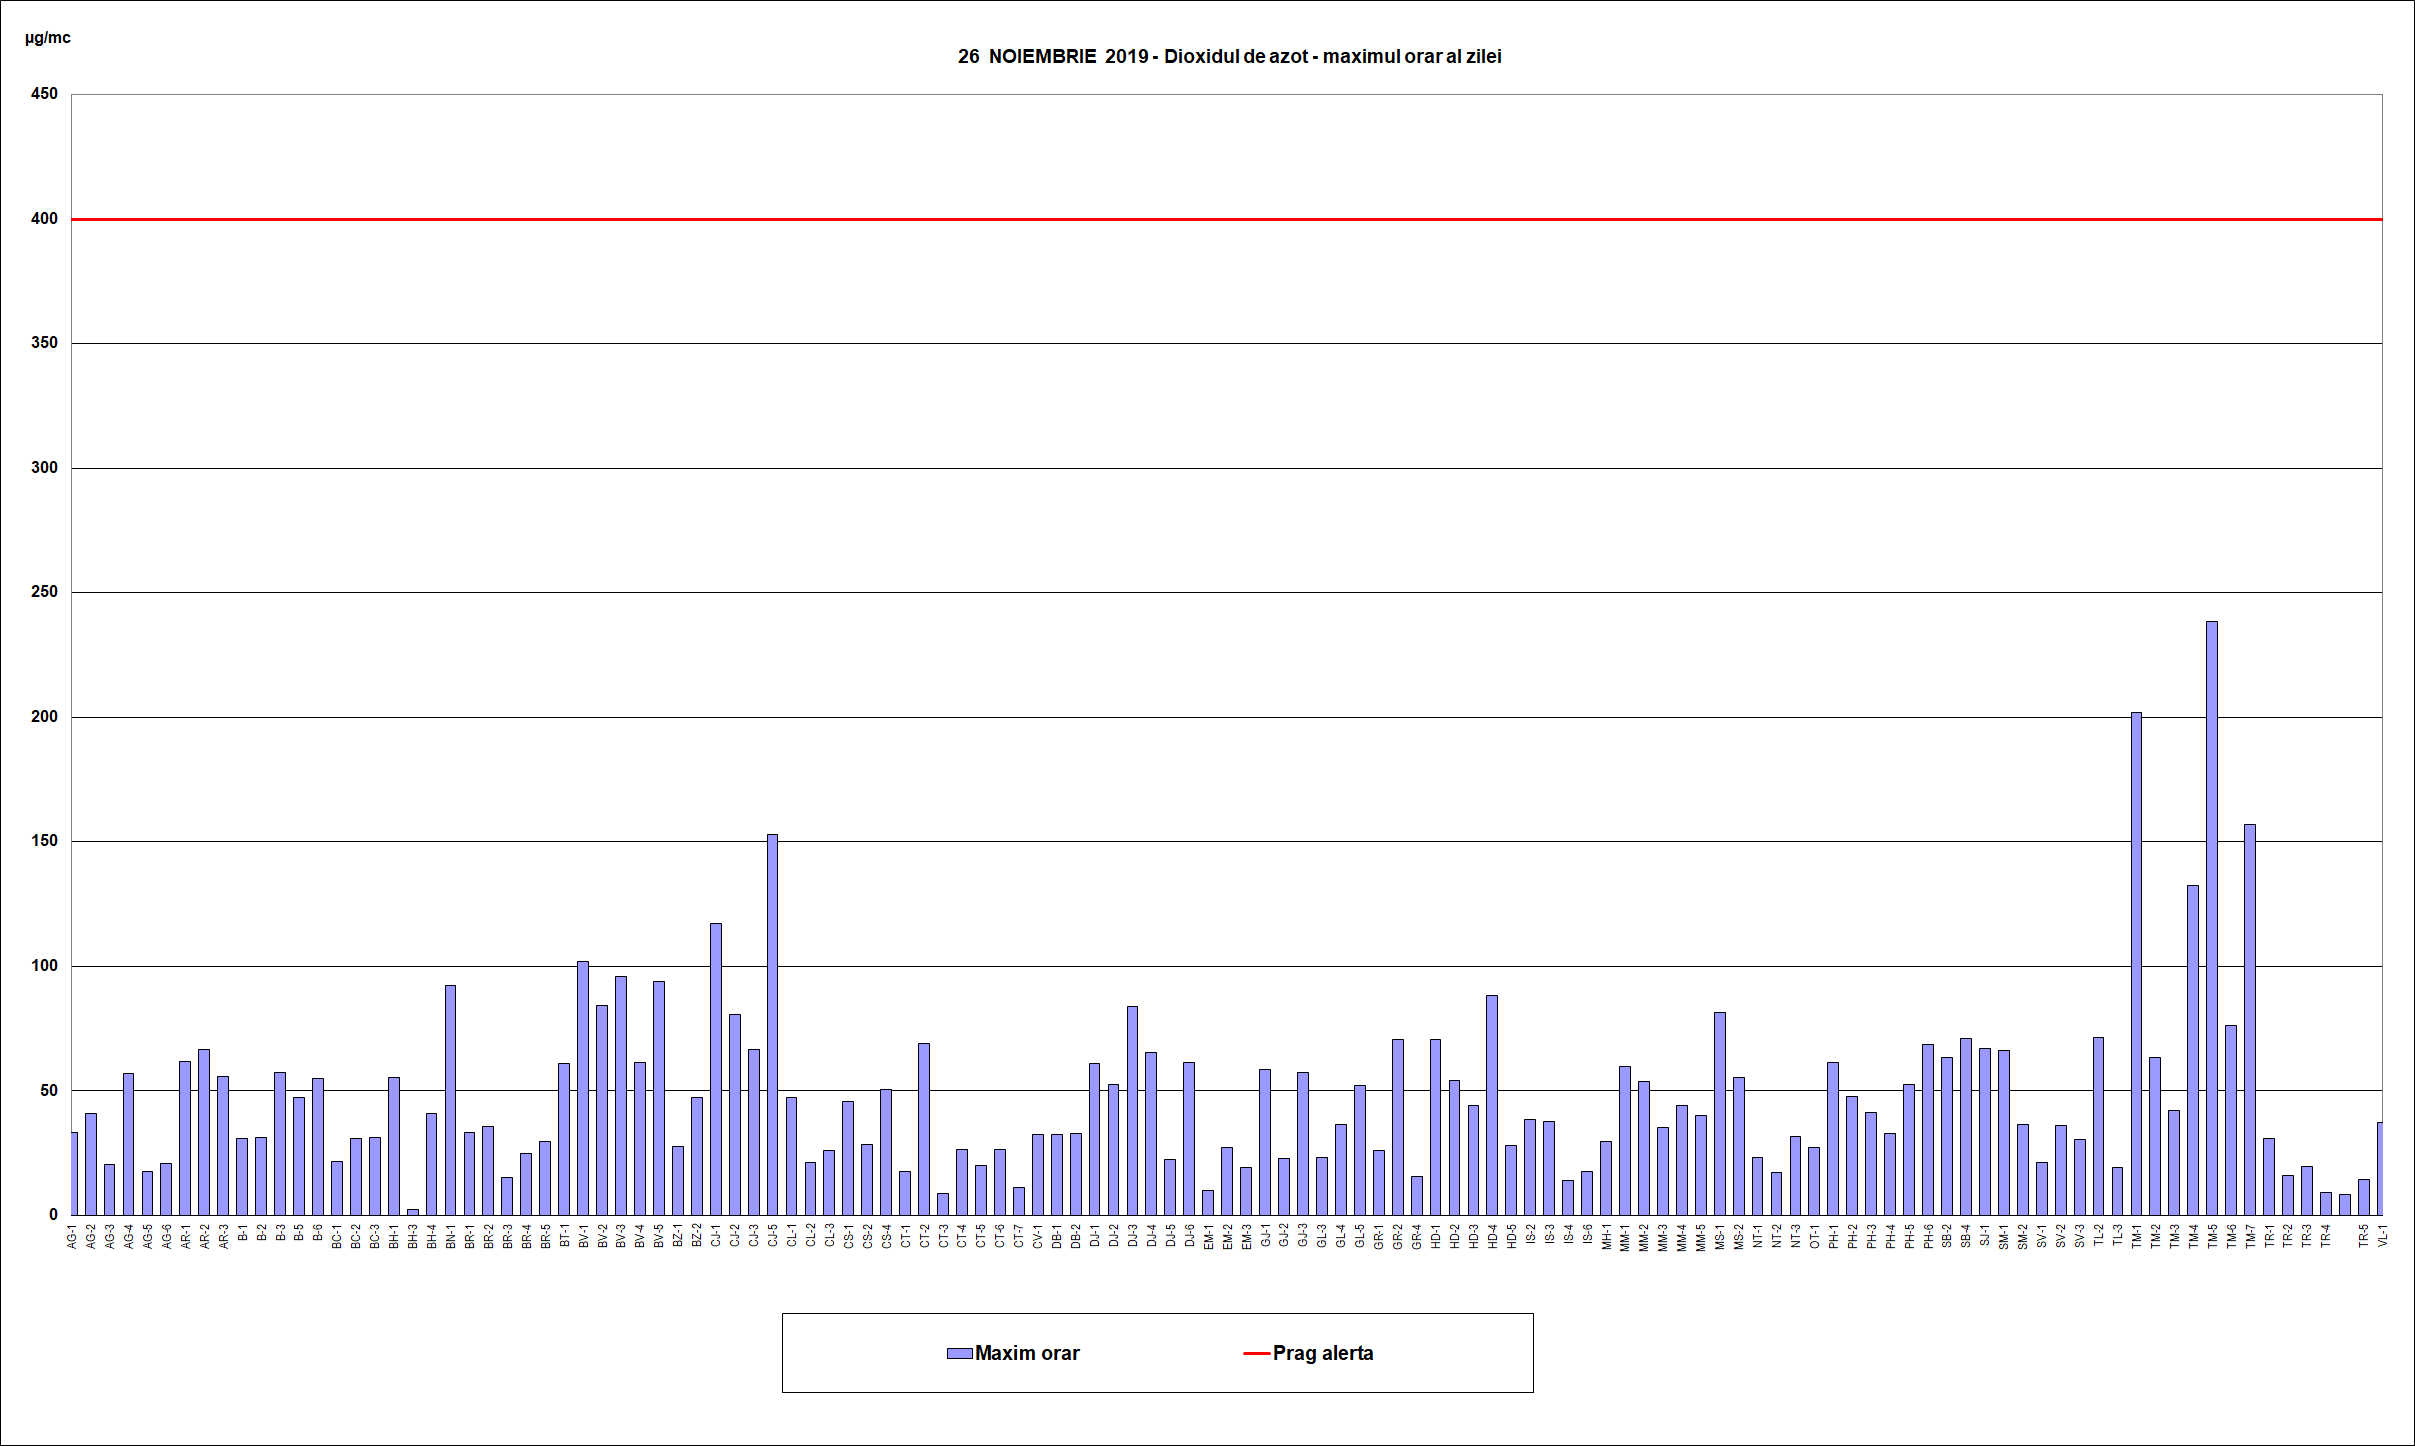 µg/mc
26 NOIEMBRIE 2019 - Dioxidul de azot - maximul orar al zilei
450
400
350
300
250
200
150
100
50
0
AG-1 AG-2 AG-3 AG-4 AG-5 AG-6 AR-1 AR-2 AR-3 B-1 B-2 B-3 B-5 B-6 BC-1 BC-2 BC-3 BH-1 BH-3 BH-4 BN-1 BR-1 BR-2 BR-3 BR-4 BR-5 BT-1 BV-1 BV-2 BV-3 BV-4 BV-5 BZ-1 BZ-2 CJ-1 CJ-2 CJ-3 CJ-5 CL-1 CL-2 CL-3 CS-1 CS-2 CS-4 CT-1 CT-2 CT-3 CT-4 CT-5 CT-6 CT-7 CV-1 DB-1 DB-2 DJ-1 DJ-2 DJ-3 DJ-4 DJ-5 DJ-6 EM-1 EM-2 EM-3 GJ-1 GJ-2 GJ-3 GL-3 GL-4 GL-5 GR-1 GR-2 GR-4 HD-1 HD-2 HD-3 HD-4 HD-5 IS-2 IS-3 IS-4 IS-6 MH-1 MM-1 MM-2 MM-3 MM-4 MM-5 MS-1 MS-2 NT-1 NT-2 NT-3 OT-1 PH-1 PH-2 PH-3 PH-4 PH-5 PH-6 SB-2 SB-4 SJ-1 SM-1 SM-2 SV-1 SV-2 SV-3 TL-2 TL-3 TM-1 TM-2 TM-3 TM-4 TM-5 TM-6 TM-7 TR-1 TR-2 TR-3 TR-4 TR-5 VL-1
Maxim orar Prag alerta